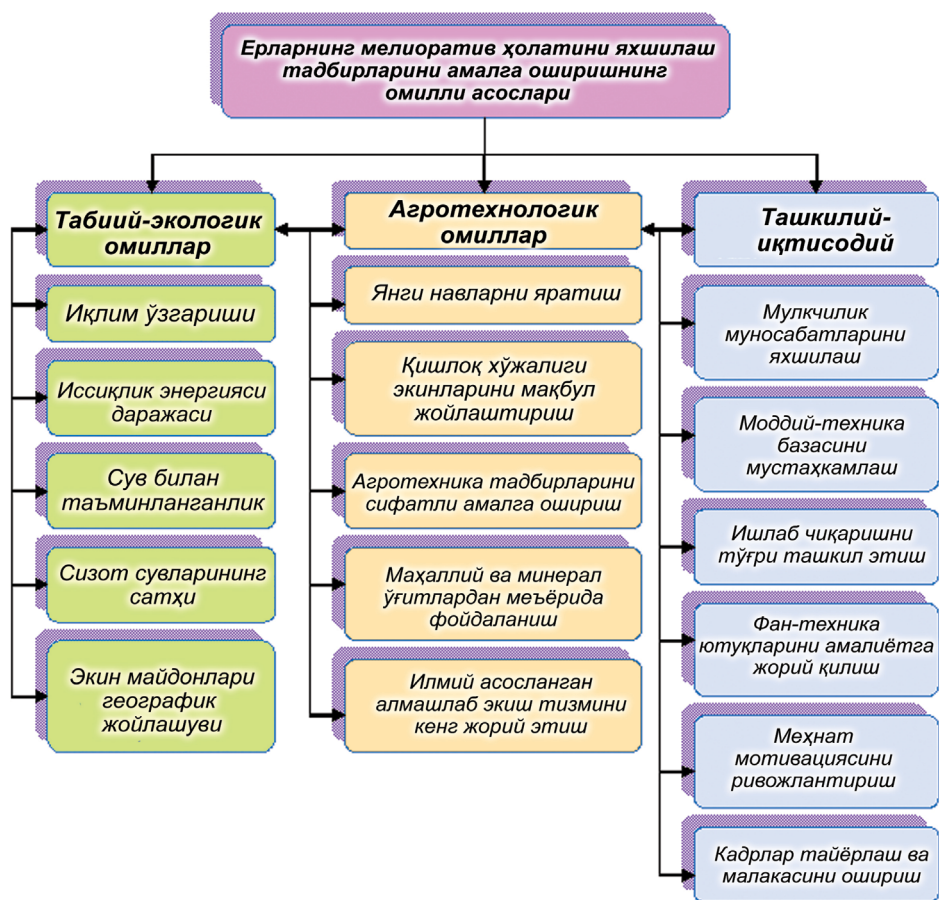 Ерларнинг мелиоратив ҳолатини яхшилаш
тадбирларини амалга оширишнинг
омилли асослари
Табиий-экологик
омиллар
Иқлим ўзгариши
Иссиқлик энергияси
даражаси
Сув билан
таъминланганлик
Сизот сувларининг
сатҳи
Экин майдонлари
географик
жойлашуви
Агротехнологик
омиллар
Янги навларни яратиш
Қишлоқ хўжалиги
экинларини мақбул
жойлаштириш
Агротехника тадбирларини
сифатли амалга ошириш
Маҳаллий ва минерал
ўғитлардан меъёрида
фойдаланиш
Илмий асосланган
алмашлаб экиш тизмини
кенг жорий этиш
Ташкилий-
иқтисодий
Мулкчилик
муносабатларини
яхшилаш
Моддий-техника
базасини
мустаҳкамлаш
Ишлаб чиқаришни
тўғри ташкил этиш
Фан-техника
ютуқларини амалиётга
жорий қилиш
Меҳнат
мотивациясини
ривожлантириш
Кадрлар тайёрлаш ва
малакасини ошириш